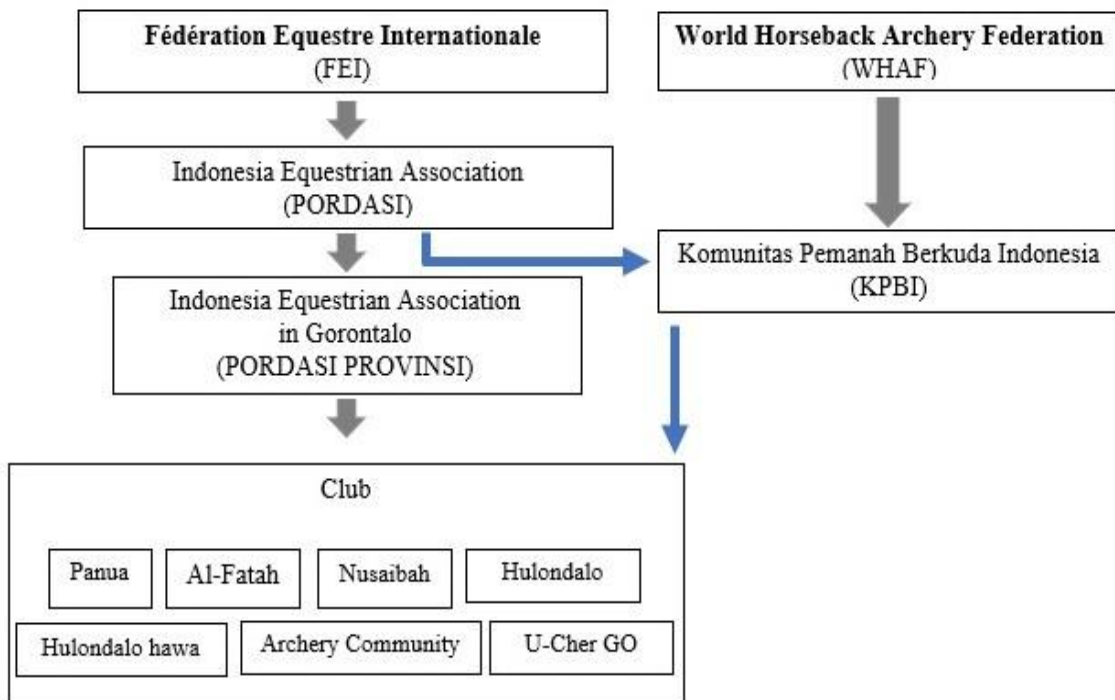 Fédération Equestre Internationale
(FEI)
World Horseback Archery Federation
(WHAF)
Indonesia Equestrian Association
(PORDASI)
Komunitas Pemanah Berkuda Indonesia
(KPBI)
Indonesia Equestrian Association
in Gorontalo
(PORDASI PROVINSI)
Club
Panua
Al-Fatah
Nusaibah
Hulondalo
Hulondalo hawa
Archery Community
U-Cher GO